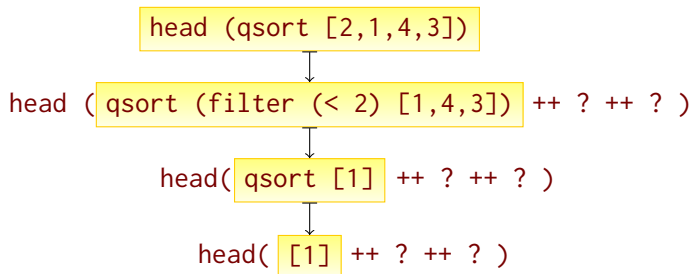 head (qsort [2,1,4,3])
head (qsort (filter (< 2) [1,4,3]) ++ ? ++ ? )
head( qsort [1] ++ ? ++ ? )
head( [1] ++ ? ++ ? )